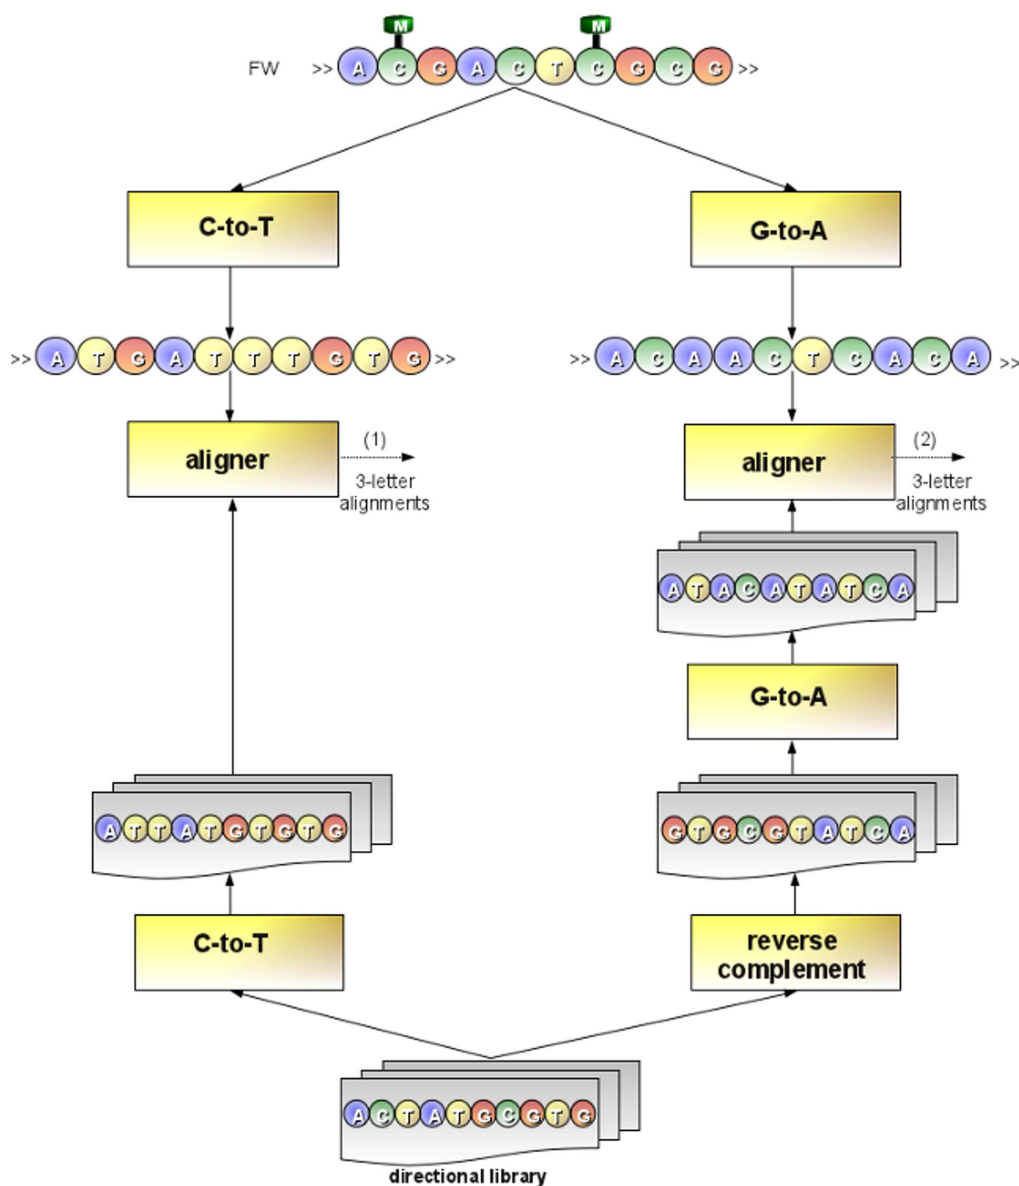 M M
FW >> A C G A C T C G C G >>
C-to-T G-to-A
>> A T G A T T T G T G >> >> A C A A C T C A C A >>
aligner (1) 3-letter alignments
aligner (2) 3-letter alignments
A T A C A T A T C A
G-to-A
A T T A T G T G T G G T G C G T A T C A
C-to-T reverse
complement
A C T A T G C G T G
directional library